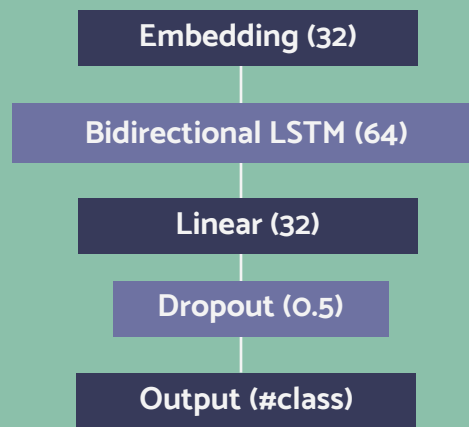 Embedding (32)
Bidirectional LSTM (64)
Linear (32)
Dropout (0.5)
Output (#class)